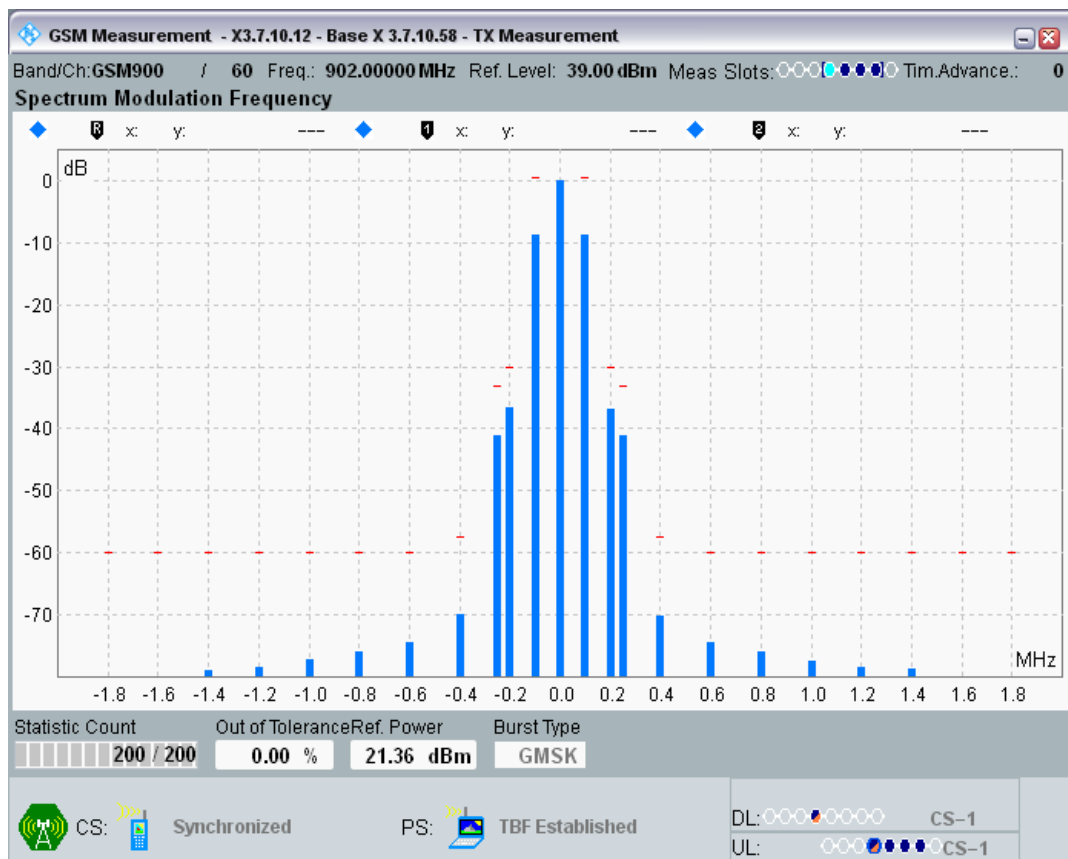 GSM Measurement - X3.7.10.12 - Base X 3.7.10.58 - TX Measurement
Band/Ch:GSM900 / 60 Freq.: 902.00000 MHz Ref. Level: 39.00 dBm Meas Slots: Tim.Advance.: 0
Spectrum Modulation Frequency
R x: y: --- 1 x: y: --- 2 x: y: ---
dB
0
-10
-20
-30
-40
-50
-60
-70
MHz
-1.8 -1.6 -1.4 -1.2 -1.0 -0.8 -0.6 -0.4 -0.2 0.0 0.2 0.4 0.6 0.8 1.0 1.2 1.4 1.6 1.8
Statistic Count Out of Tolerance Ref. Power Burst Type
200 / 200 0.00 % 21.36 dBm GMSK
CS: Synchronized PS: TBF Established
DL: CS-1
UL: CS-1